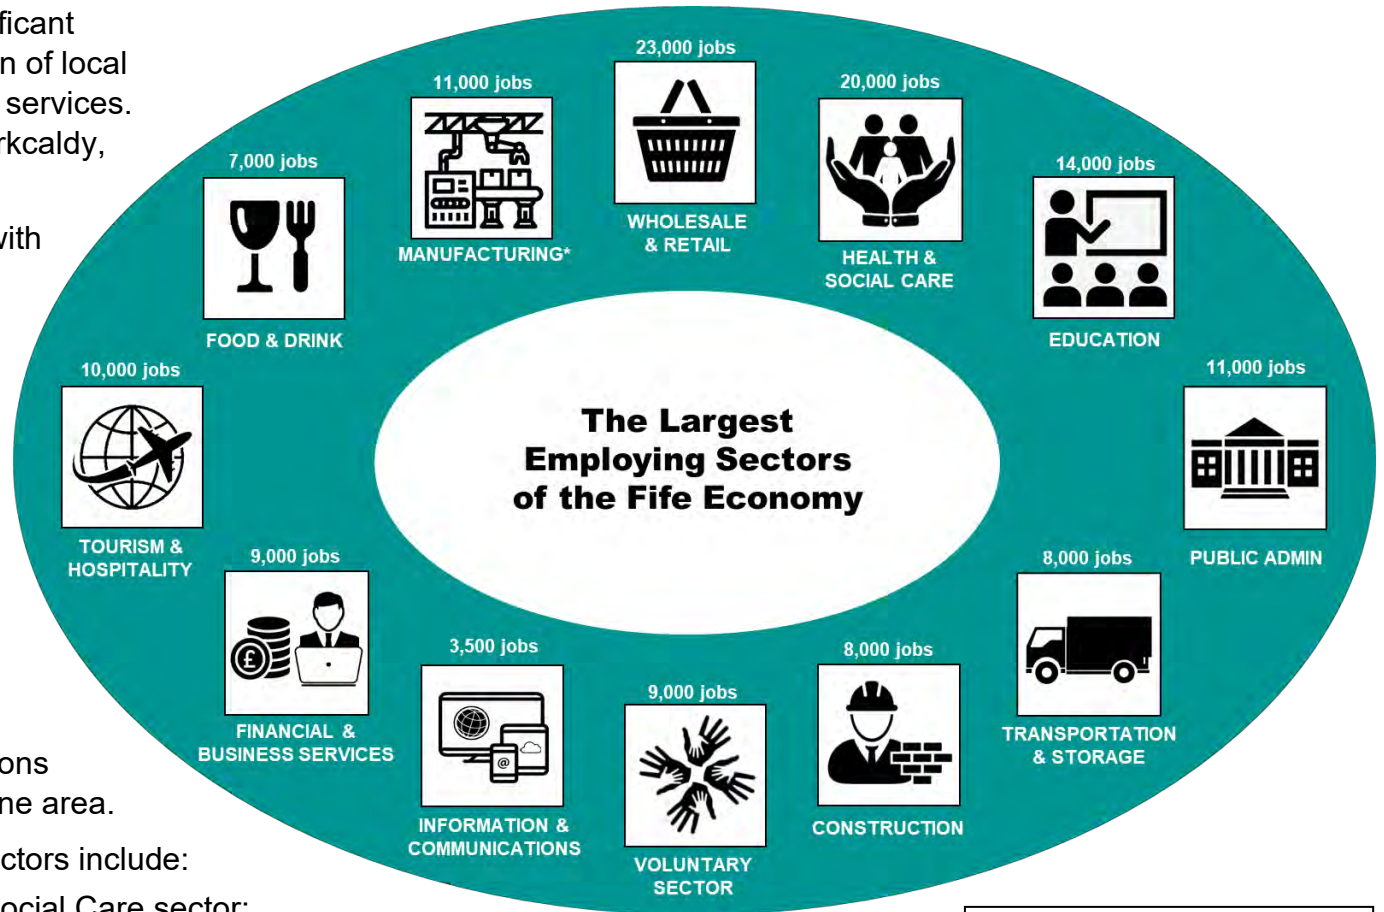 n of local
services.
rkcaldy,
with
ons
ne area.
ctors include:
ocial Care sector:
23,000 jobs
WHOLESALE
& RETAIL
20,000 jobs
HEALTH &
SOCIAL CARE
14,000 jobs
EDUCATION
11,000 jobs
PUBLIC ADMIN
8,000 jobs
TRANSPORTATION
& STORAGE
8,000 jobs
CONSTRUCTION
9,000 jobs
VOLUNTARY
SECTOR
3,500 jobs
@
INFORMATION &
COMMUNICATIONS
9,000 jobs
£
FINANCIAL &
BUSINESS SERVICES
10,000 jobs
TOURISM &
HOSPITALITY
7,000 jobs
FOOD & DRINK
11,000 jobs
MANUFACTURING*
The Largest
Employing Sectors
of the Fife Economy